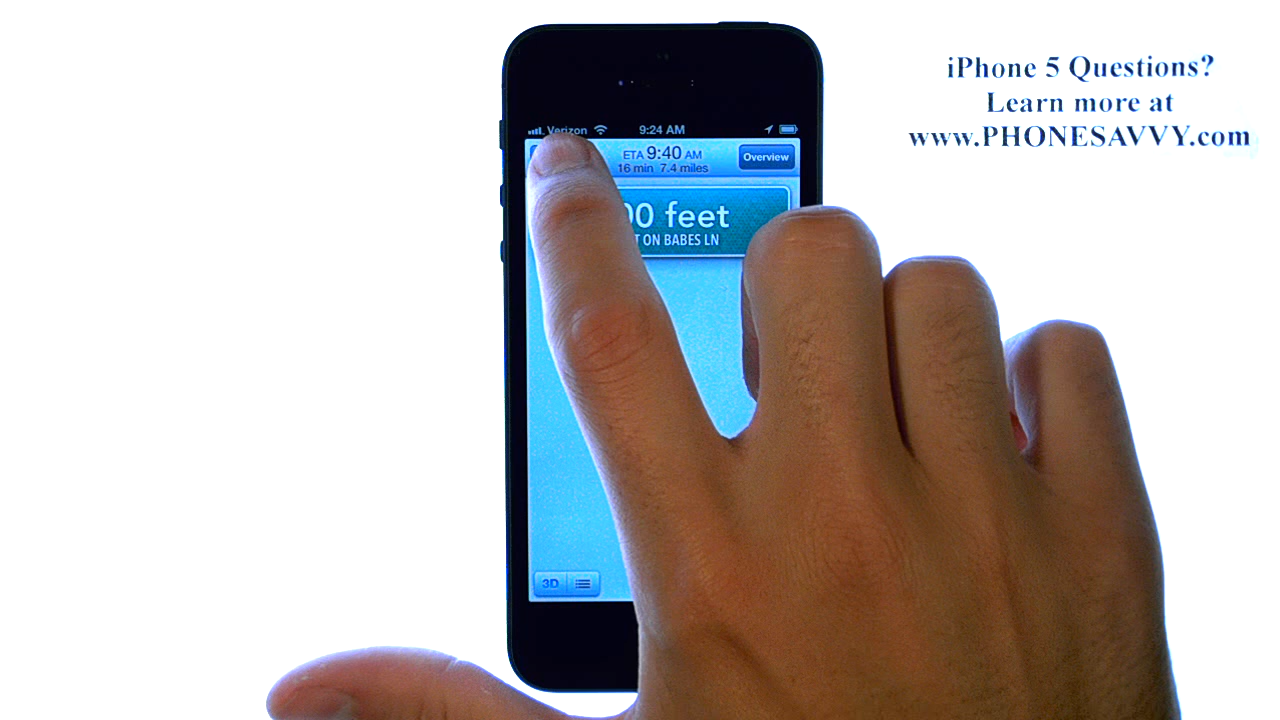 iPhone 5 Questions?
Learn more at
www.PHONESAVVY.com
Verizon 9:24 AM
ETA 9:40 AM
16 min 7.4 miles
Overview
00 feet
T ON BABES LN
3D